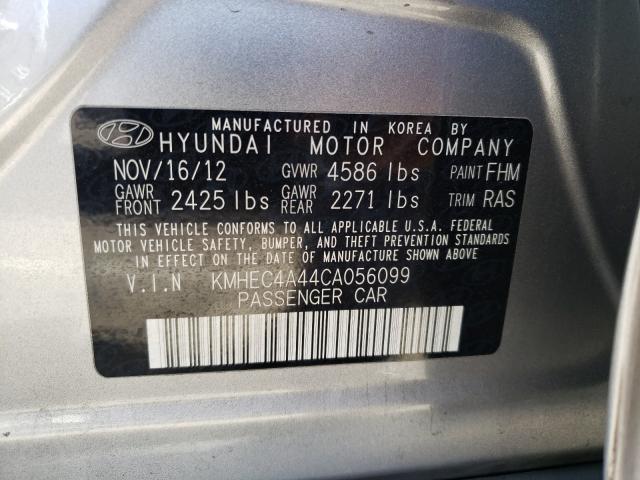 MANUFACTURED IN KOREA BY
HYUNDAI MOTOR COMPANY
NOV/16/12 GVWR 4586 lbs PAINT FHM
GAWR FRONT 2425 lbs GAWR REAR 2271 lbs TRIM RAS
THIS VEHICLE CONFORMS TO ALL APPLICABLE U.S.A. FEDERAL
MOTOR VEHICLE SAFETY, BUMPER, AND THEFT PREVENTION STANDARDS
IN EFFECT ON THE DATE OF MANUFACTURE SHOWN ABOVE
V.I.N KMHEC4A44CA056099
PASSENGER CAR